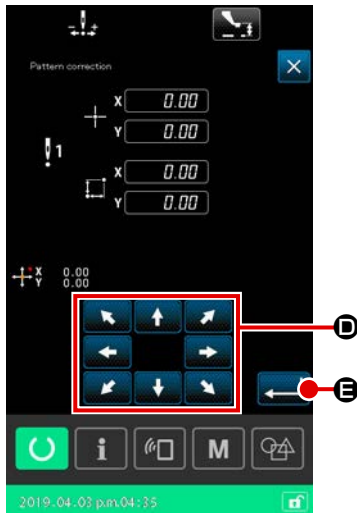 Pattern correction
X 0.00
Y 0.00
1
X 0.00
Y 0.00
X 0.00
Y 0.00
D
E
i M
2019.04.03 p.m.04:35